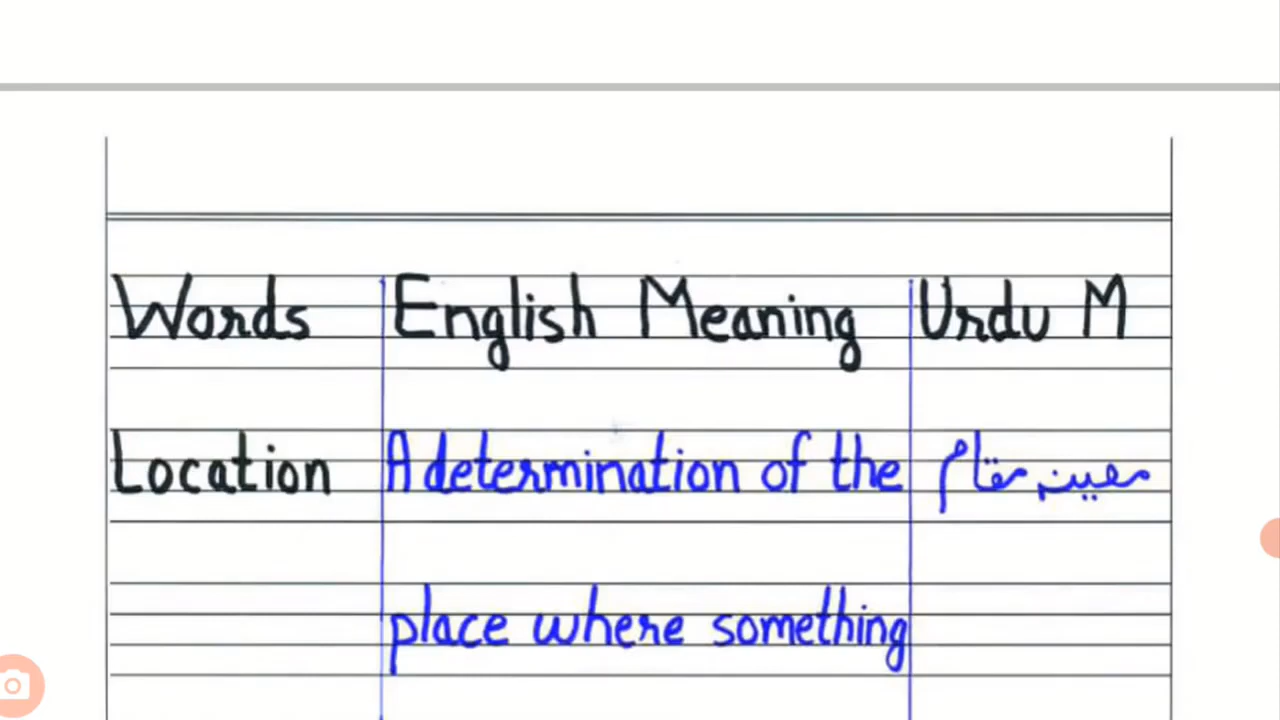 Words English Meaning Urdu M
Location A determination of the معین مقام
place where something